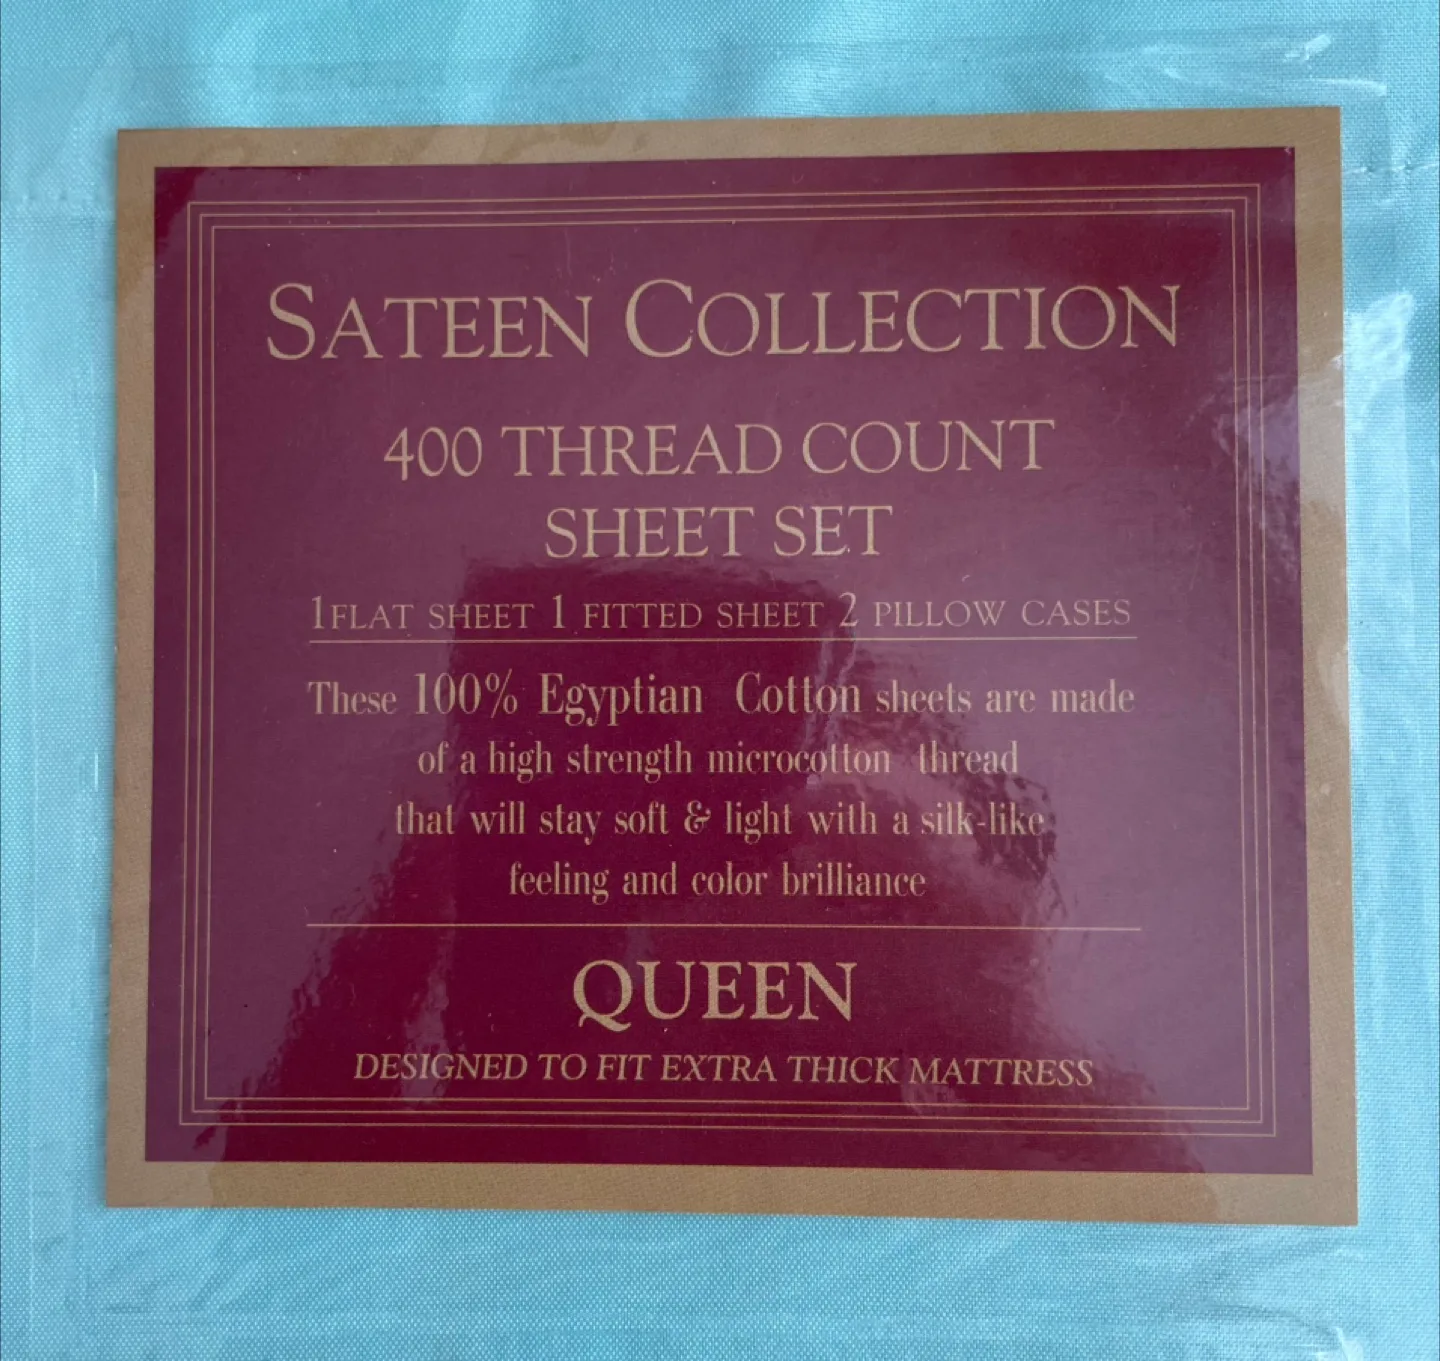 SATEEN COLLECTION
400 THREAD COUNT
SHEET SET
1 FLAT SHEET 1 FITTED SHEET 2 PILLOW CASES
These 100% Egyptian Cotton sheets are made
of a high strength microcotton thread
that will stay soft & light with a silk-like
feeling and color brilliance
QUEEN
DESIGNED TO FIT EXTRA THICK MATTRESS